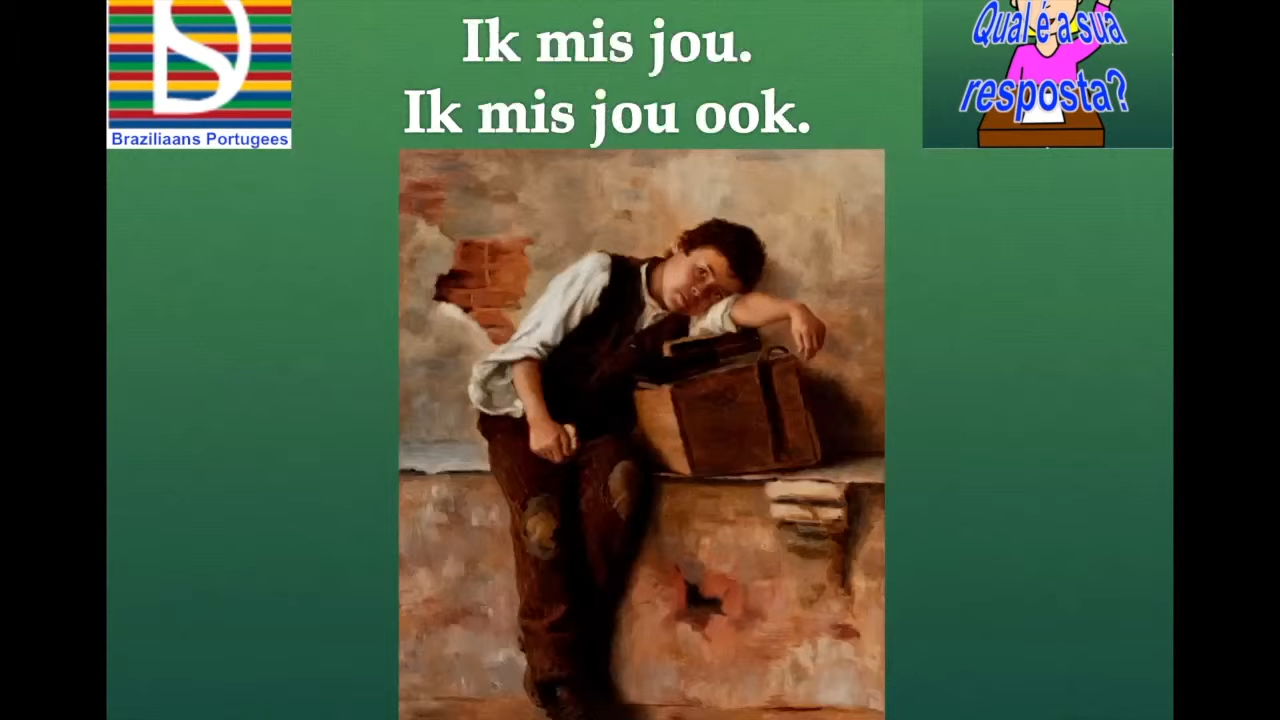 Ik mis jou.
Ik mis jou ook.
Braziliaans Portugees
Qual é a sua
resposta?